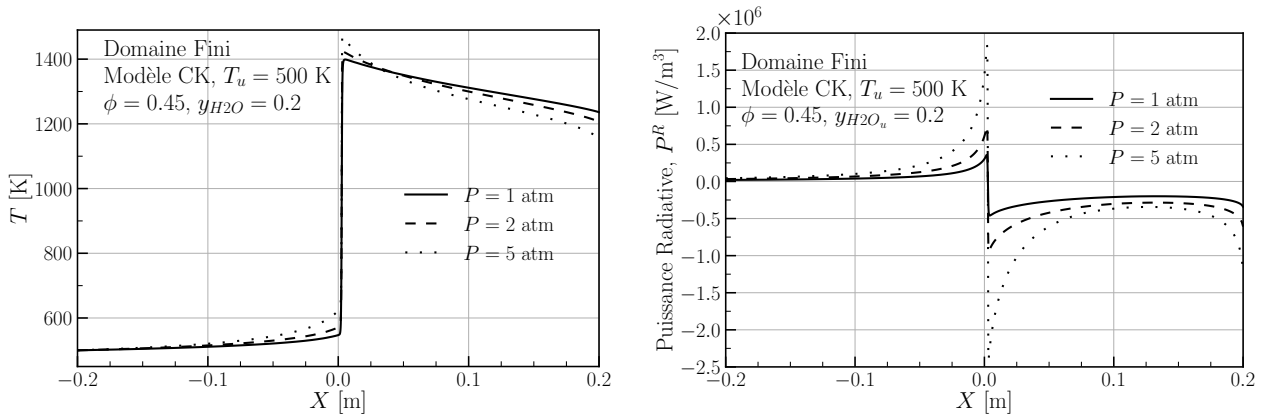 Domaine Fini
Modèle CK, T_u = 500 K
ϕ = 0.45, y_{H2O} = 0.2
P = 1 atm
P = 2 atm
P = 5 atm
T [K]
1400
1200
1000
800
600
−0.2
−0.1
0.0
0.1
0.2
X [m]
×10^6
Domaine Fini
Modèle CK, T_u = 500 K
ϕ = 0.45, y_{H2O_u} = 0.2
P = 1 atm
P = 2 atm
P = 5 atm
Puissance Radiative, P^R [W/m^3]
2.0
1.5
1.0
0.5
0.0
−0.5
−1.0
−1.5
−2.0
−2.5
−0.2
−0.1
0.0
0.1
0.2
X [m]